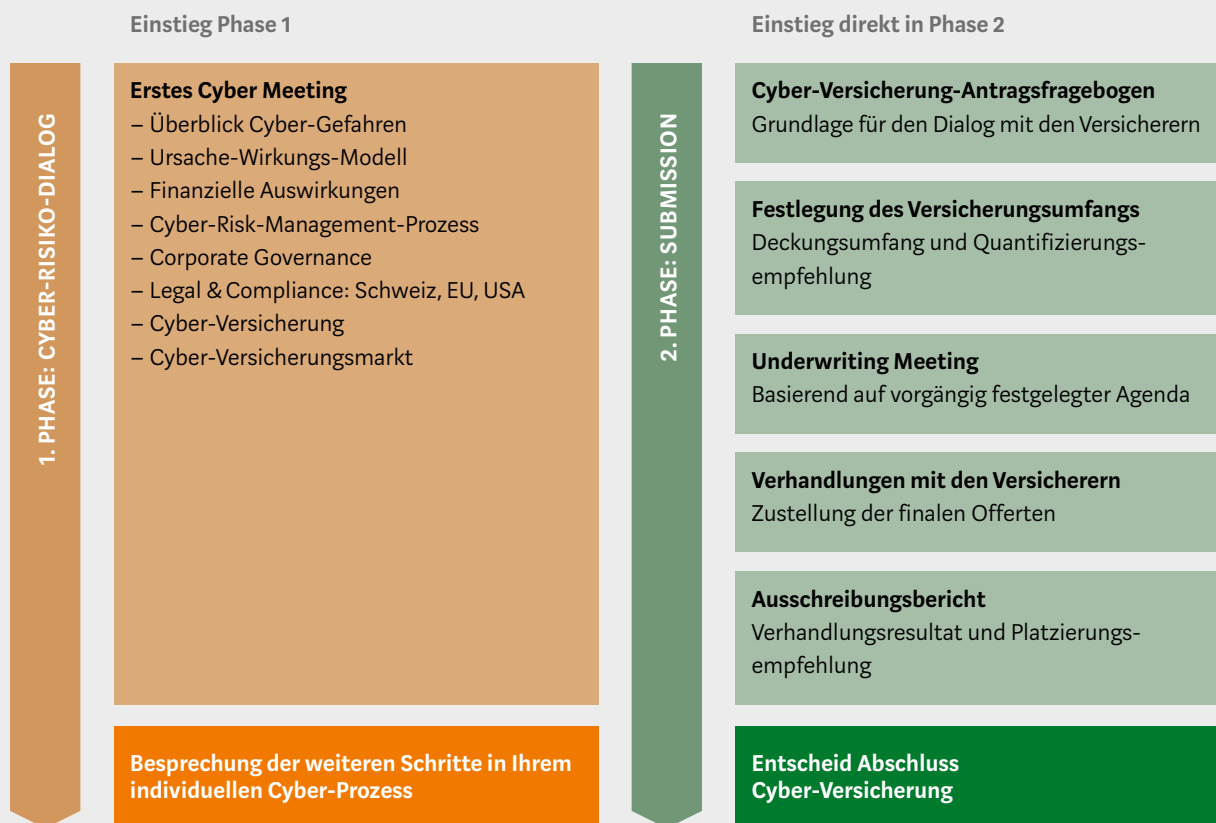 Einstieg Phase 1
1. PHASE: CYBER-RISIKO-DIALOG
Erstes Cyber Meeting
– Überblick Cyber-Gefahren
– Ursache-Wirkungs-Modell
– Finanzielle Auswirkungen
– Cyber-Risk-Management-Prozess
– Corporate Governance
– Legal & Compliance: Schweiz, EU, USA
– Cyber-Versicherung
– Cyber-Versicherungsmarkt
Besprechung der weiteren Schritte in Ihrem
individuellen Cyber-Prozess
Einstieg direkt in Phase 2
2. PHASE: SUBMISSION
Cyber-Versicherung-Antragsfragebogen
Grundlage für den Dialog mit den Versicherern
Festlegung des Versicherungsumfangs
Deckungsumfang und Quantifizierungs-
empfehlung
Underwriting Meeting
Basierend auf vorgängig festgelegter Agenda
Verhandlungen mit den Versicherern
Zustellung der finalen Offerten
Ausschreibungsbericht
Verhandlungsresultat und Platzierungs-
empfehlung
Entscheid Abschluss
Cyber-Versicherung